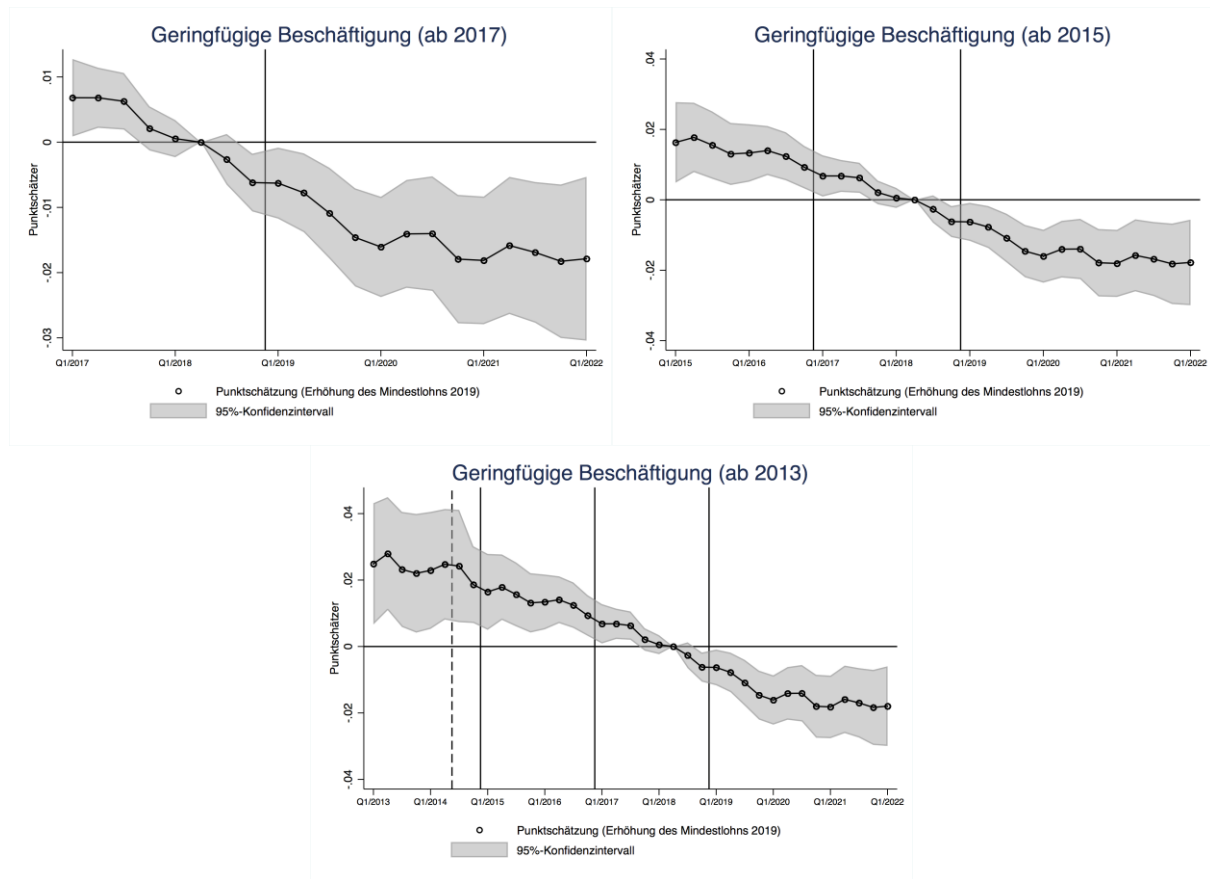 Geringfügige Beschäftigung (ab 2017)
Punktschätzer
.01
0
-.01
-.02
-.03
Q1/2017 Q1/2018 Q1/2019 Q1/2020 Q1/2021 Q1/2022
Punktschätzung (Erhöhung des Mindestlohns 2019)
95%-Konfidenzintervall
Geringfügige Beschäftigung (ab 2015)
Punktschätzer
.04
.02
0
-.02
-.04
Q1/2015 Q1/2016 Q1/2017 Q1/2018 Q1/2019 Q1/2020 Q1/2021 Q1/2022
Punktschätzung (Erhöhung des Mindestlohns 2019)
95%-Konfidenzintervall
Geringfügige Beschäftigung (ab 2013)
Punktschätzer
.04
.02
0
-.02
-.04
Q1/2013 Q1/2014 Q1/2015 Q1/2016 Q1/2017 Q1/2018 Q1/2019 Q1/2020 Q1/2021 Q1/2022
Punktschätzung (Erhöhung des Mindestlohns 2019)
95%-Konfidenzintervall